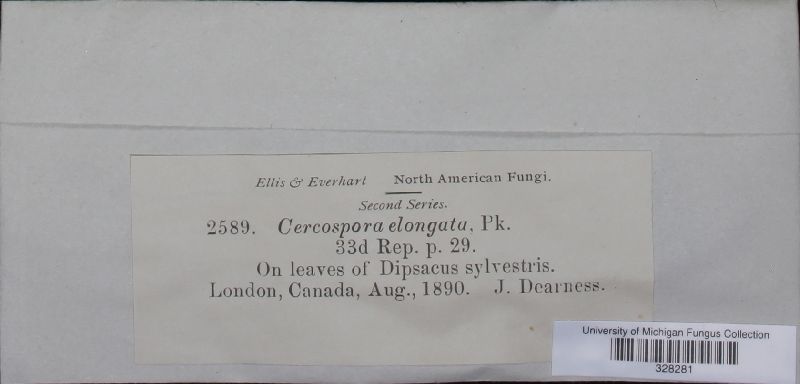 Ellis & Everhart North American Fungi.
Second Series.
2589. Cercospora elongata, Pk.
33d Rep. p. 29.
On leaves of Dipsacus sylvestris.
London, Canada, Aug., 1890. J. Dearness.
University of Michigan Fungus Collection
328281